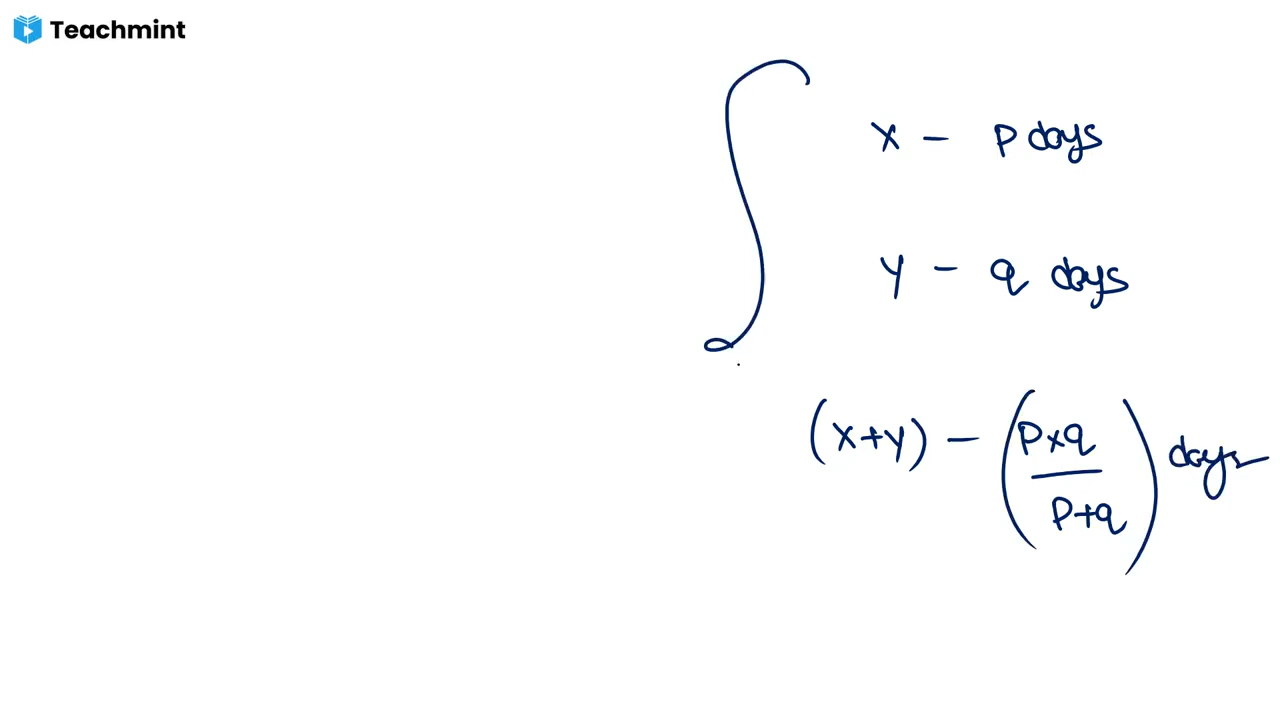 Teachmint
x - p days
y - q days
(x+y) - (p×q / p+q) days